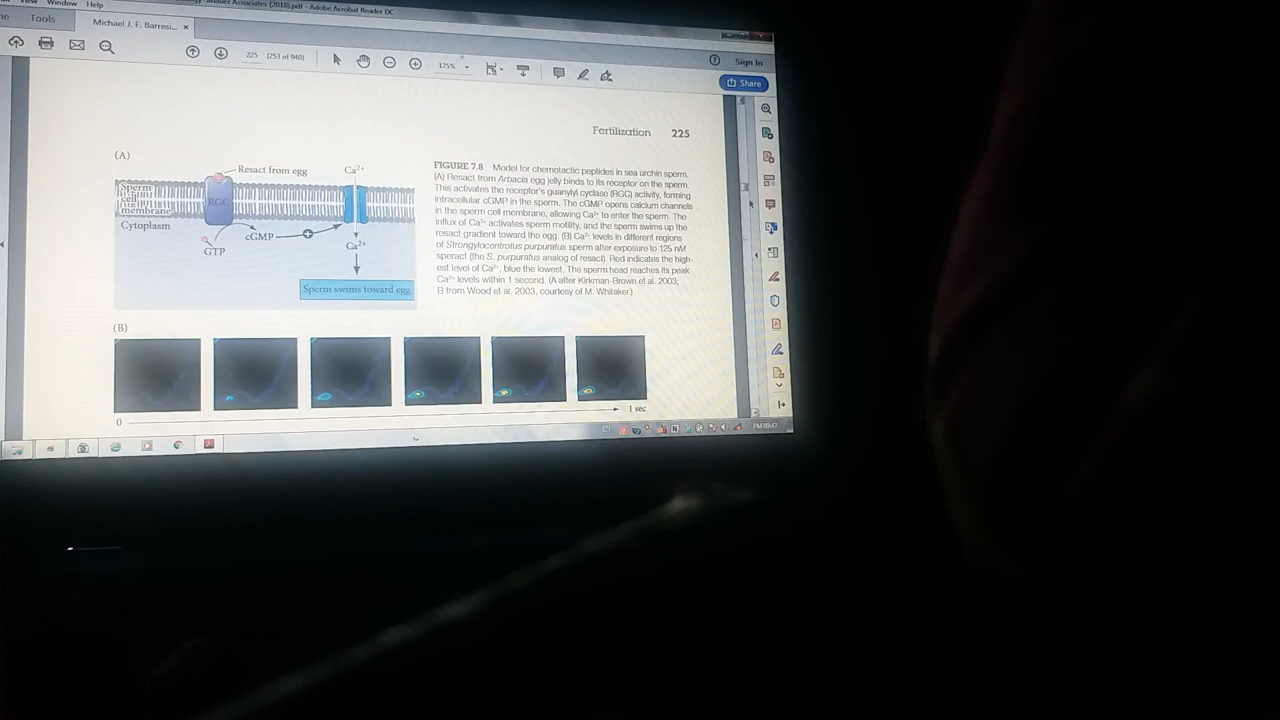 View Window Help
Associates (2018).pdf - Adobe Acrobat Reader DC
Tools
Michael J. F. Barresi... ×
225 (253 of 940)
125%
Sign In
Share
Fertilization 225
(A)
Resact from egg
Ca²⁺
Sperm
cell
membrane
RGC
Cytoplasm
GTP
cGMP
+
Ca²⁺
Sperm swims toward egg
FIGURE 7.8 Model for chemotactic peptides in sea urchin sperm.
(A) Resact from Arbacia egg jelly binds to its receptor on the sperm.
This activates the receptor's guanylyl cyclase (RGC) activity, forming
intracellular cGMP in the sperm. The cGMP opens calcium channels
in the sperm cell membrane, allowing Ca²⁺ to enter the sperm. The
influx of Ca²⁺ activates sperm motility, and the sperm swims up the
resact gradient toward the egg. (B) Ca²⁺ levels in different regions
of Strongylocentrotus purpuratus sperm after exposure to 125 nM
speract (the S. purpuratus analog of resact). Red indicates the high-
est level of Ca²⁺, blue the lowest. The sperm head reaches its peak
Ca²⁺ levels within 1 second. (A after Kirkman-Brown et al. 2003;
B from Wood et al. 2003, courtesy of M. Whitaker.)
(B)
0
1 sec
PM 09:47